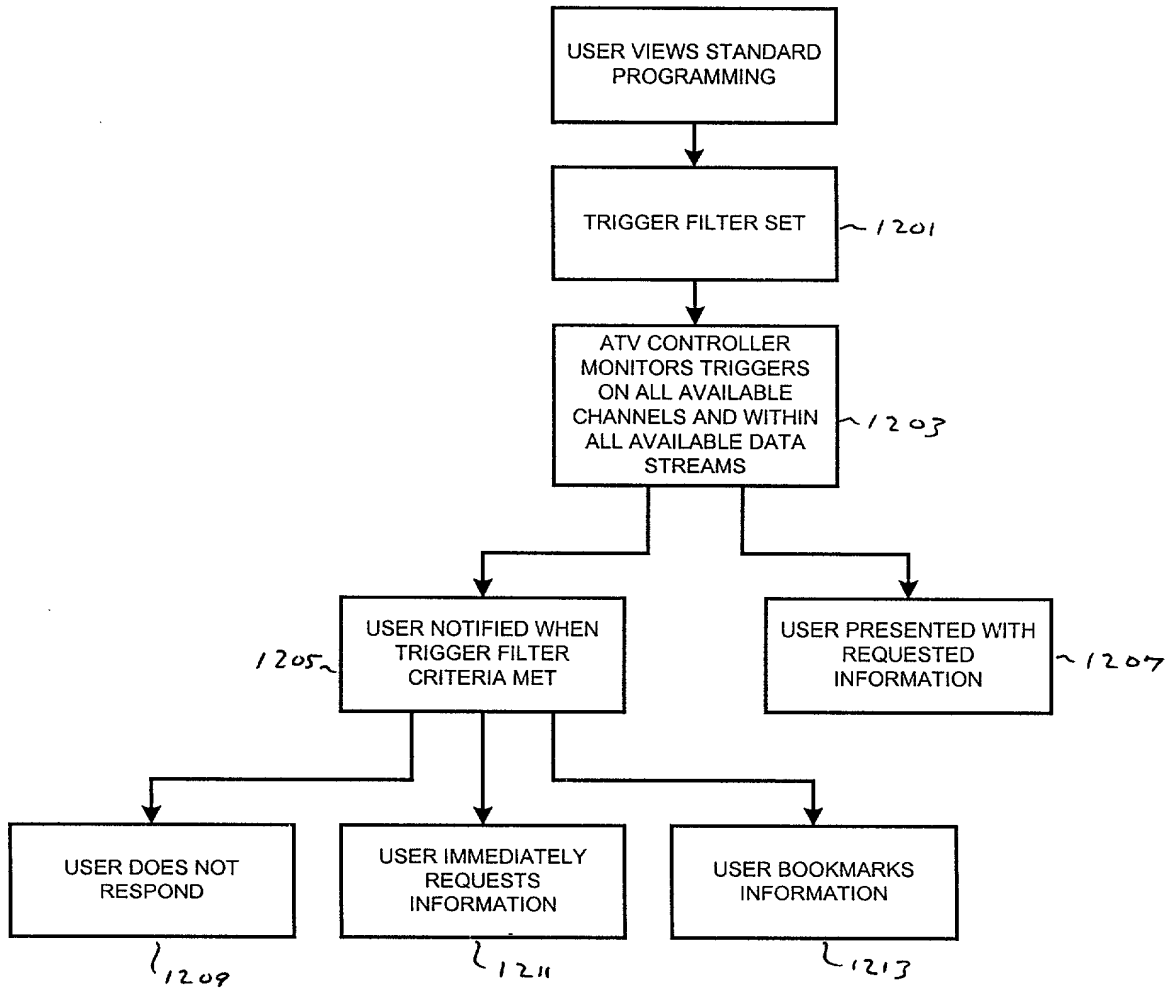 USER VIEWS STANDARD
PROGRAMMING
TRIGGER FILTER SET
1201
ATV CONTROLLER
MONITORS TRIGGERS
ON ALL AVAILABLE
CHANNELS AND WITHIN
ALL AVAILABLE DATA
STREAMS
1203
1205
USER NOTIFIED WHEN
TRIGGER FILTER
CRITERIA MET
USER PRESENTED WITH
REQUESTED
INFORMATION
1207
USER DOES NOT
RESPOND
USER IMMEDIATELY
REQUESTS
INFORMATION
USER BOOKMARKS
INFORMATION
1209
1211
1213